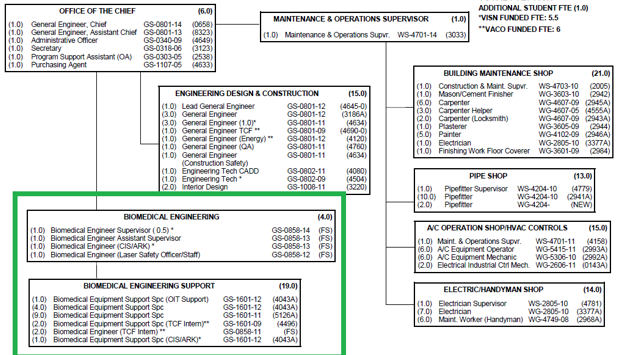 OFFICE OF THE CHIEF (6.0)
(1.0) General Engineer, Chief GS-0801-14 (0658)
(1.0) General Engineer, Assistant Chief GS-0801-13 (8323)
(1.0) Administrative Officer GS-0340-09 (4649)
(1.0) Secretary GS-0318-06 (3123)
(1.0) Program Support Assistant (OA) GS-0303-05 (2538)
(1.0) Purchasing Agent GS-1107-05 (4633)
MAINTENANCE & OPERATIONS SUPERVISOR (1.0)
(1.0) Maintenance & Operations Supvr. WS-4701-14 (3033)
ADDITIONAL STUDENT FTE (1.0)
*VISN FUNDED FTE: 5.5
**VACO FUNDED FTE: 6
ENGINEERING DESIGN & CONSTRUCTION (15.0)
(1.0) Lead General Engineer GS-0801-12 (4645-0)
(3.0) General Engineer GS-0801-12 (3186A)
(3.0) General Engineer (1.0)* GS-0801-11 (4634)
(1.0) General Engineer TCF ** GS-0801-09 (4690-0)
(1.0) General Engineer (Energy) ** GS-0801-12 (4120)
(1.0) General Engineer (QA) GS-0801-11 (4760)
(1.0) General Engineer GS-0801-11 (4634)
(Construction Safety)
(1.0) Engineering Tech CADD GS-0802-11 (4080)
(1.0) Engineering Tech * GS-0802-09 (4504)
(2.0) Interior Design GS-1008-11 (3220)
BUILDING MAINTENANCE SHOP (21.0)
(1.0) Construction & Maint. Supvr. WS-4703-10 (2005)
(1.0) Mason/Cement Finisher WG-3603-10 (2942)
(6.0) Carpenter WG-4607-09 (2945A)
(3.0) Carpenter Helper WG-4607-05 (4555A)
(2.0) Carpenter (Locksmith) WG-4607-09 (2943A)
(1.0) Plasterer WG-3605-09 (2944)
(5.0) Painter WG-4102-09 (2946A)
(1.0) Electrician WG-2805-10 (3377A)
(1.0) Finishing Work Floor Coverer WG-3601-09 (2984)
PIPE SHOP (13.0)
(1.0) Pipefitter Supervisor WS-4204-10 (4779)
(10.0) Pipefitter WG-4204-10 (2941A)
(2.0) Pipefitter WG-4204- (NEW)
A/C OPERATION SHOP/HVAC CONTROLS (15.0)
(1.0) Maint. & Operations Supvr. WS-4701-11 (4158)
(6.0) A/C Equipment Operator WG-5415-11 (2993A)
(6.0) A/C Equipment Mechanic WG-5306-10 (2992A)
(2.0) Electrical Industrial Ctrl Mech. WG-2606-11 (0143A)
ELECTRIC/HANDYMAN SHOP (14.0)
(1.0) Electrician Supervisor WS-2805-10 (4781)
(7.0) Electrician WG-2805-10 (3377A)
(6.0) Maint. Worker (Handyman) WG-4749-08 (2968A)
BIOMEDICAL ENGINEERING (4.0)
(1.0) Biomedical Engineer Supervisor ( 0.5) * GS-0858-14 (FS)
(1.0) Biomedical Engineer Assistant Supervisor GS-0858-13 (FS)
(1.0) Biomedical Engineer (CIS/ARK) * GS-0858-13 (FS)
(1.0) Biomedical Engineer (Laser Safety Officer/Staff) GS-0858-12 (FS)
BIOMEDICAL ENGINEERING SUPPORT (19.0)
(1.0) Biomedical Equipment Support Spc (OIT Support) GS-1601-12 (4043A)
(4.0) Biomedical Equipment Support Spc GS-1601-12 (4043A)
(9.0) Biomedical Equipment Support Spc GS-1601-11 (5126A)
(2.0) Biomedical Equipment Support Spc (TCF Intern)** GS-1601-09 (4496)
(2.0) Biomedical Engineer (TCF Intern) ** GS-0858-11 (FS)
(1.0) Biomedical Equipment Support Spc (CIS/ARK)* GS-1601-12 (4043A)